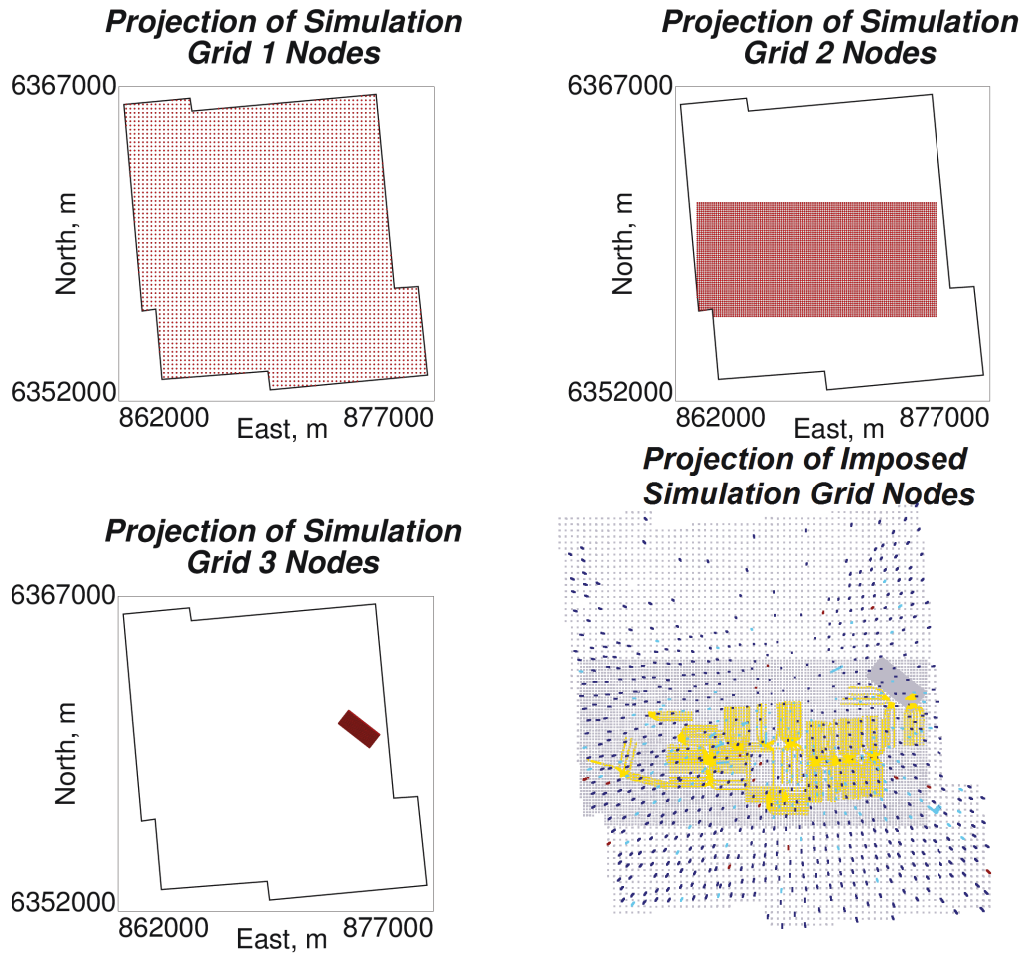 Projection of Simulation
Grid 1 Nodes
6367000
North, m
6352000
862000
877000
East, m
Projection of Simulation
Grid 2 Nodes
6367000
North, m
6352000
862000
877000
East, m
Projection of Simulation
Grid 3 Nodes
6367000
North, m
6352000
862000
877000
East, m
Projection of Imposed
Simulation Grid Nodes